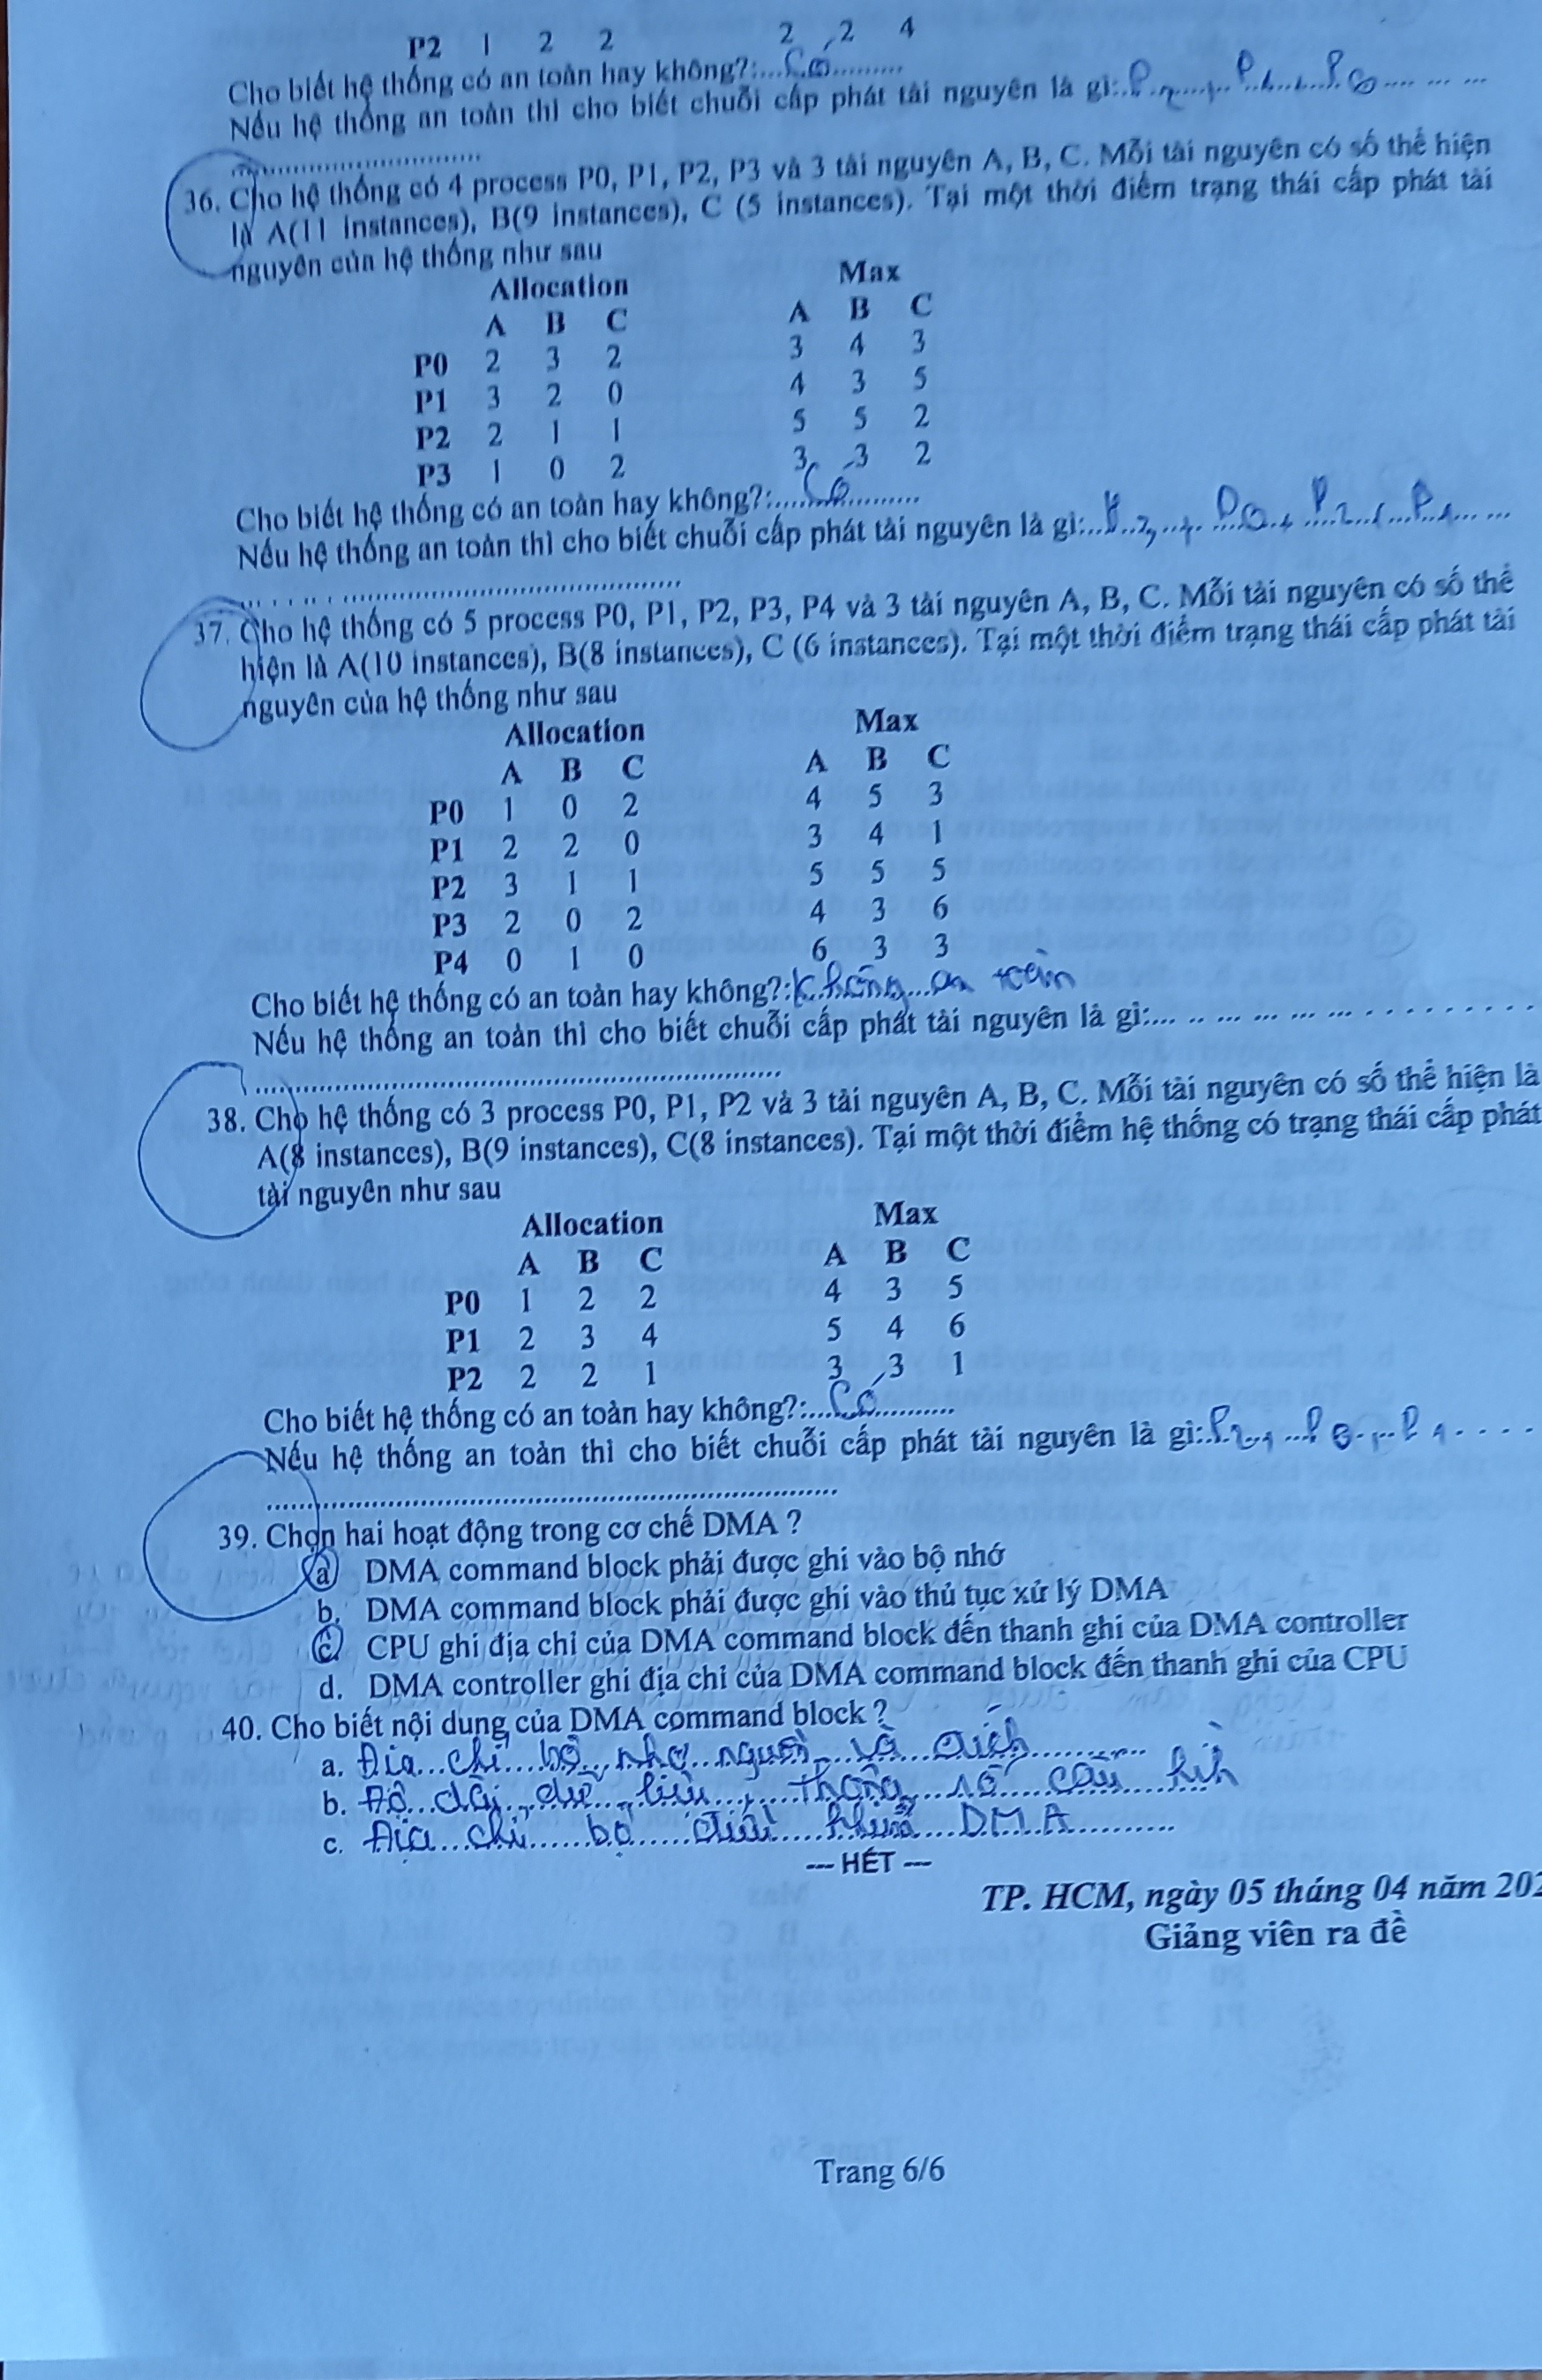 P2 1 2 2 2 2 4
Cho biết hệ thống có an toàn hay không?:....Có..........
Nếu hệ thống an toàn thì cho biết chuỗi cấp phát tài nguyên là gì:..P2...,..P1..,..P0.... ... ...
................................
36. Cho hệ thống có 4 process P0, P1, P2, P3 và 3 tài nguyên A, B, C. Mỗi tài nguyên có số thể hiện
là A(11 instances), B(9 instances), C (5 instances). Tại một thời điểm trạng thái cấp phát tài
nguyên của hệ thống như sau
Allocation Max
A B C A B C
P0 2 3 2 3 4 3
P1 3 2 0 4 3 5
P2 2 1 1 5 5 2
P3 1 0 2 3 3 2
Cho biết hệ thống có an toàn hay không?:......Có..........
Nếu hệ thống an toàn thì cho biết chuỗi cấp phát tài nguyên là gì:...P3...,...P0..,..P2..,..P1.... ...
................................................
37. Cho hệ thống có 5 process P0, P1, P2, P3, P4 và 3 tài nguyên A, B, C. Mỗi tài nguyên có số thể
hiện là A(10 instances), B(8 instances), C (6 instances). Tại một thời điểm trạng thái cấp phát tài
nguyên của hệ thống như sau
Allocation Max
A B C A B C
P0 1 0 2 4 5 3
P1 2 2 0 3 4 1
P2 3 1 1 5 5 5
P3 2 0 2 4 3 6
P4 0 1 0 6 3 3
Cho biết hệ thống có an toàn hay không?:Không...an toàn
Nếu hệ thống an toàn thì cho biết chuỗi cấp phát tài nguyên là gì:... .. ... ... ... ... . . . . . . . . . .
................................................................
38. Cho hệ thống có 3 process P0, P1, P2 và 3 tài nguyên A, B, C. Mỗi tài nguyên có số thể hiện là
A(8 instances), B(9 instances), C(8 instances). Tại một thời điểm hệ thống có trạng thái cấp phát
tài nguyên như sau
Allocation Max
A B C A B C
P0 1 2 2 4 3 5
P1 2 3 4 5 4 6
P2 2 2 1 3 3 1
Cho biết hệ thống có an toàn hay không?:....Có...........
Nếu hệ thống an toàn thì cho biết chuỗi cấp phát tài nguyên là gì:..P2.., ...P0..,..P1 . . . .
................................................................
39. Chọn hai hoạt động trong cơ chế DMA ?
a. DMA command block phải được ghi vào bộ nhớ
b. DMA command block phải được ghi vào thủ tục xử lý DMA
c. CPU ghi địa chỉ của DMA command block đến thanh ghi của DMA controller
d. DMA controller ghi địa chỉ của DMA command block đến thanh ghi của CPU
40. Cho biết nội dung của DMA command block ?
a. Địa...chỉ...bộ...nhớ...nguồn...và...đích..........
b. Độ...dài...dữ...liệu..,...thông...số...cấu...hình
c. Địa...chỉ......bộ......điều...khiển...DMA..........
--- HẾT ---
TP. HCM, ngày 05 tháng 04 năm 202
Giảng viên ra đề
Trang 6/6